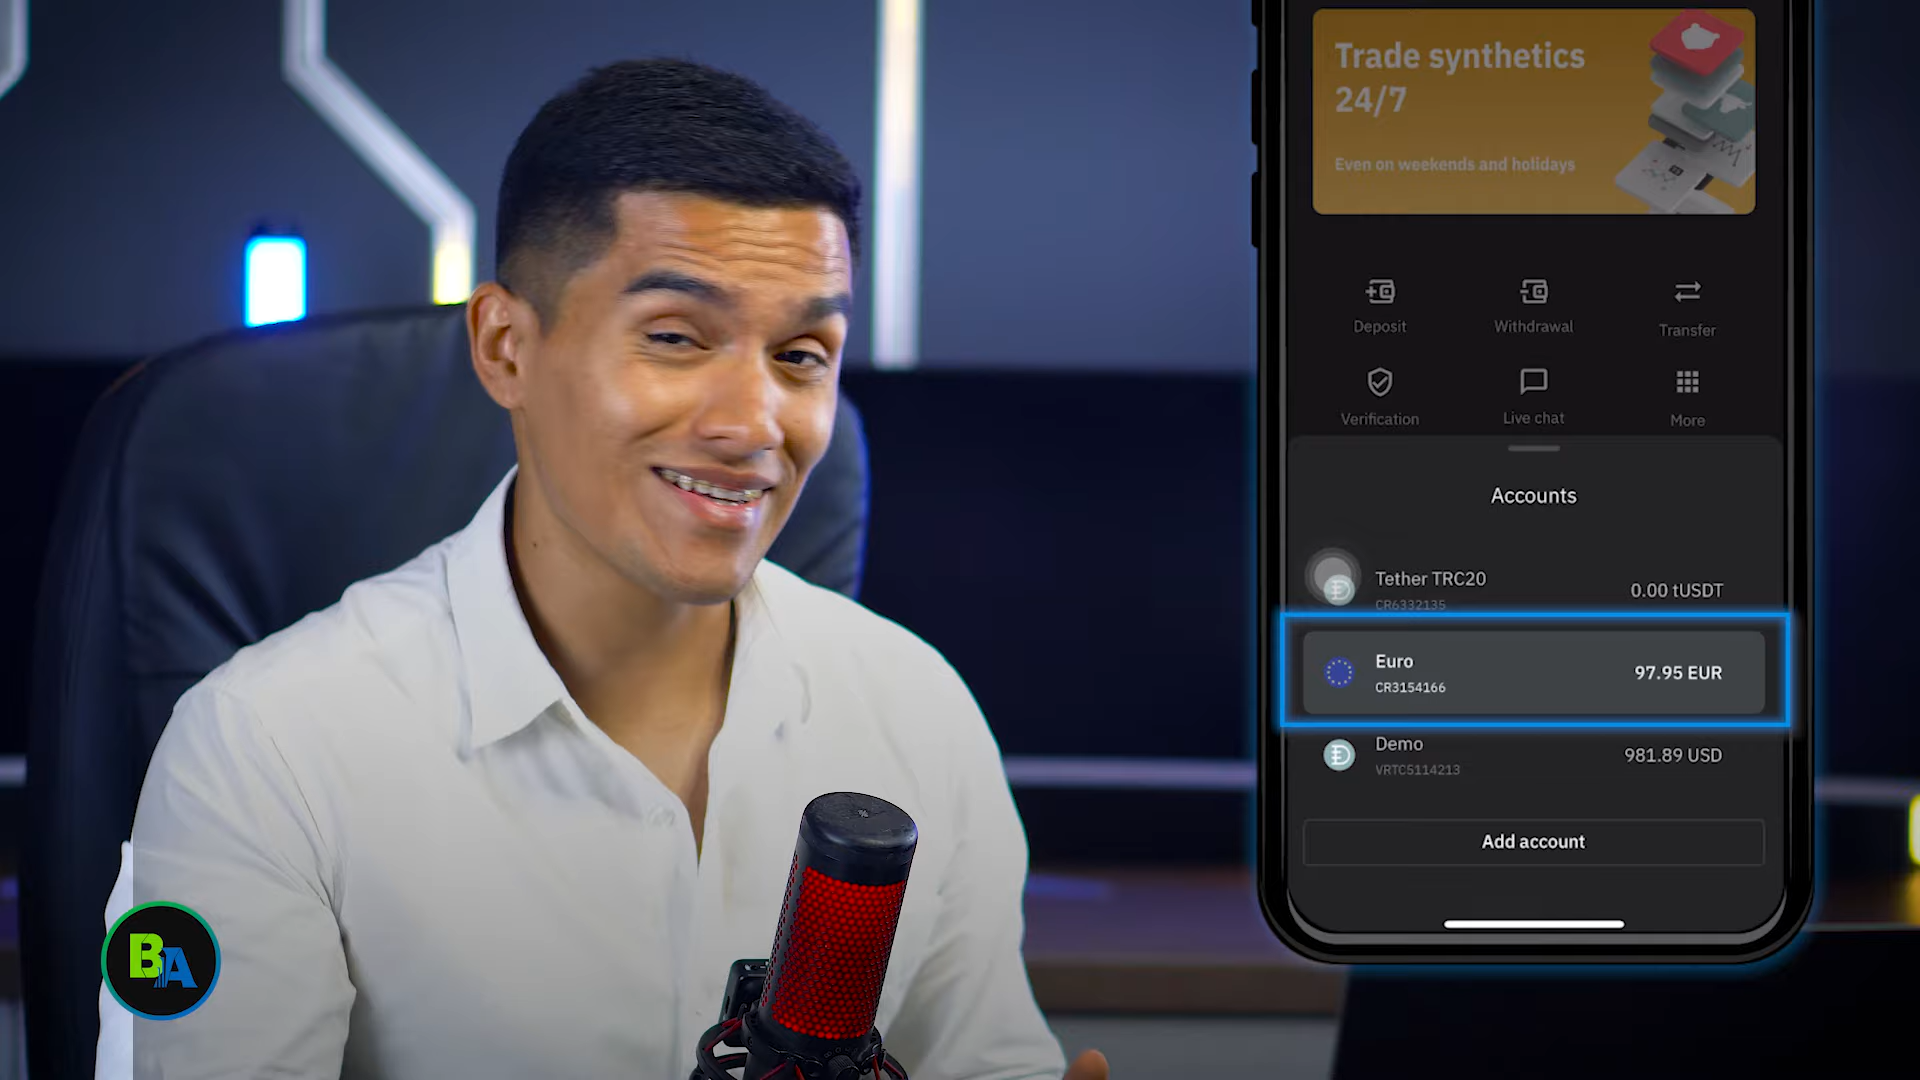 Trade synthetics
24/7
Even on weekends and holidays
Deposit
Withdrawal
Transfer
Verification
Live chat
More
Accounts
Tether TRC20
CR6332135
0.00 tUSDT
Euro
CR3154166
97.95 EUR
Demo
VRTC5114213
981.89 USD
Add account
BA